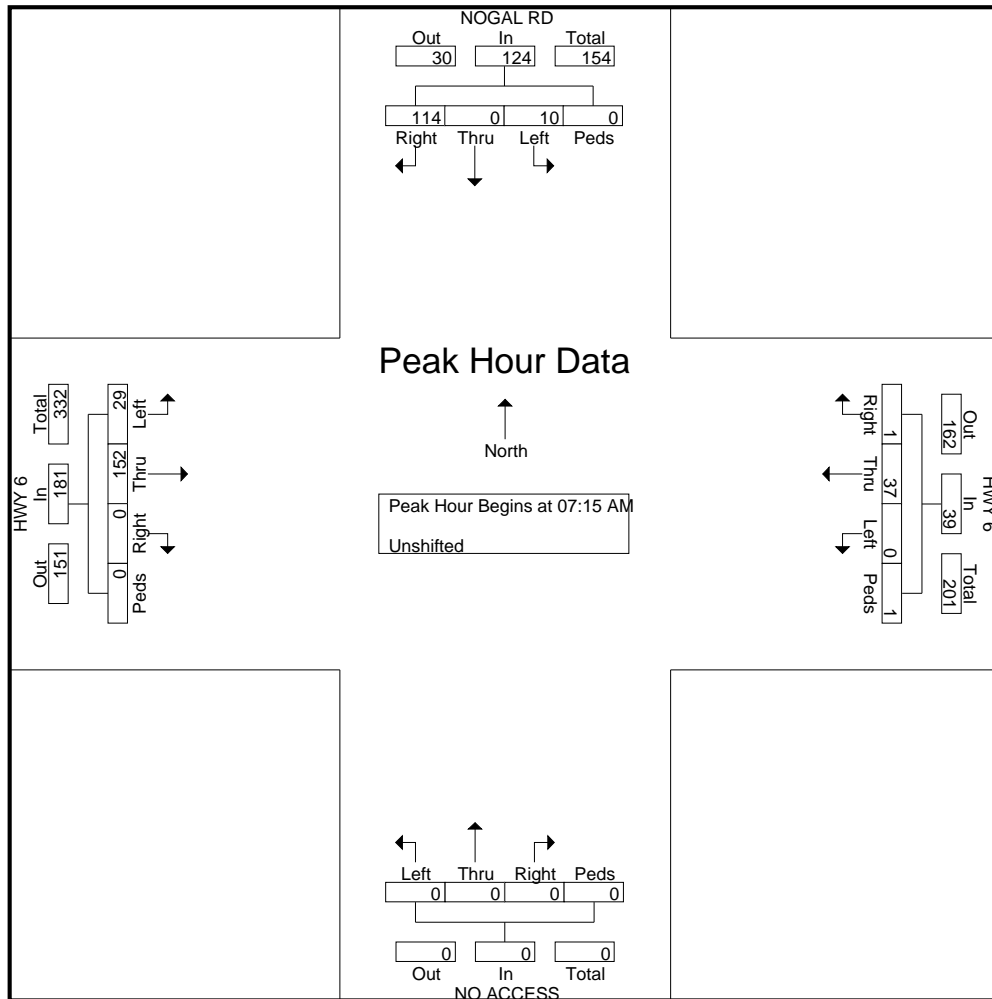 NOGAL RD
Out In Total
30 124 154
114 0 10 0
Right Thru Left Peds
Peak Hour Data
North
Peak Hour Begins at 07:15 AM
Unshifted
HWY 6
Total In Out
332 181 151
29 152 0 0
Left Thru Right Peds
Right Thru Left Peds
1 37 0 1
Out In Total
162 39 201
HWY 6
Left Thru Right Peds
0 0 0 0
0 0 0
Out In Total
NO ACCESS